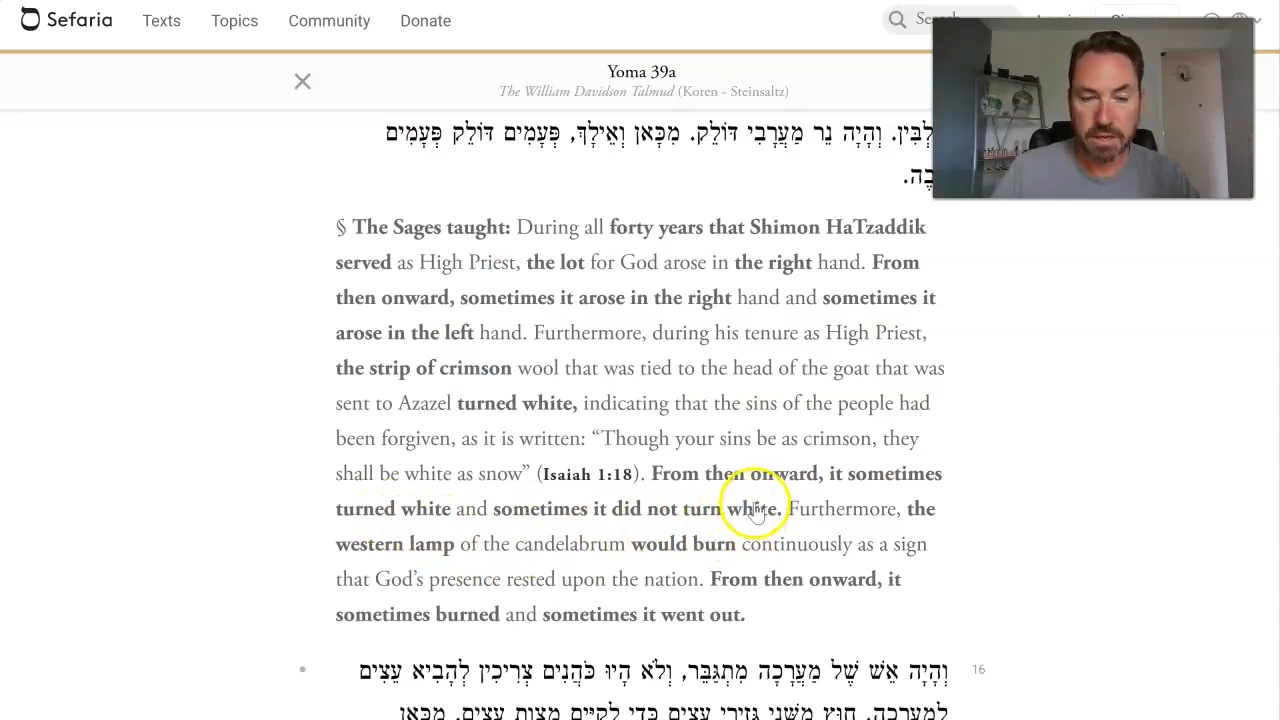 Sefaria Texts Topics Community Donate
Yoma 39a
The William Davidson Talmud (Koren - Steinsaltz)
לְבִּין. וְהָיָה נֵר מַעֲרָבִי דּוֹלֵק. מִכָּאן וְאֵילָךְ, פְּעָמִים דּוֹלֵק פְּעָמִים
§ The Sages taught: During all forty years that Shimon HaTzaddik
served as High Priest, the lot for God arose in the right hand. From
then onward, sometimes it arose in the right hand and sometimes it
arose in the left hand. Furthermore, during his tenure as High Priest,
the strip of crimson wool that was tied to the head of the goat that was
sent to Azazel turned white, indicating that the sins of the people had
been forgiven, as it is written: “Though your sins be as crimson, they
shall be white as snow” (Isaiah 1:18). From then onward, it sometimes
turned white and sometimes it did not turn white. Furthermore, the
western lamp of the candelabrum would burn continuously as a sign
that God’s presence rested upon the nation. From then onward, it
sometimes burned and sometimes it went out.
וְהָיָה אֵשׁ שֶׁל מַעֲרָכָה מִתְגַּבֵּר, וְלֹא הָיוּ כֹּהֲנִים צְרִיכִין לְהָבִיא עֵצִים
16
לַמַּעֲרָכָה, חוּץ מִשְּׁנֵי גְּזִירֵי עֵצִים כְּדֵי לְקַיֵּים מִצְוַת עֵצִים. מִכָּאן